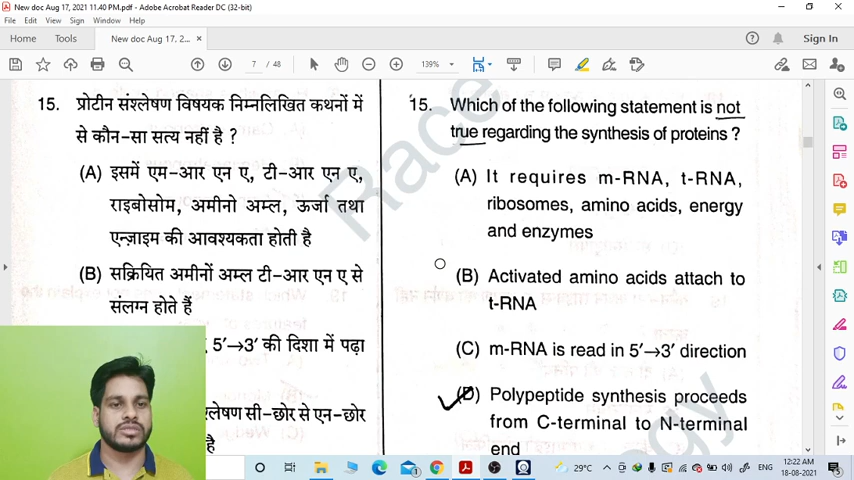 New doc Aug 17, 2021 11.40 PM.pdf - Adobe Acrobat Reader DC (32-bit)
File Edit View Sign Window Help
Home Tools New doc Aug 17, 2... × Sign In
7 / 48 139%
15. प्रोटीन संश्लेषण विषयक निम्नलिखित कथनों में
से कौन-सा सत्य नहीं है ?
(A) इसमें एम-आर एन ए, टी-आर एन ए,
राइबोसोम, अमीनो अम्ल, ऊर्जा तथा
एन्ज़ाइम की आवश्यकता होती है
(B) सक्रियित अमीनों अम्ल टी-आर एन ए से
संलग्न होते हैं
5′→3′ की दिशा में पढ़ा
श्लेषण सी-छोर से एन-छोर
है
15. Which of the following statement is not
true regarding the synthesis of proteins ?
(A) It requires m-RNA, t-RNA,
ribosomes, amino acids, energy
and enzymes
(B) Activated amino acids attach to
t-RNA
(C) m-RNA is read in 5′→3′ direction
(D) Polypeptide synthesis proceeds
from C-terminal to N-terminal
end
Race
29°C ENG 12:22 AM
18-08-2021